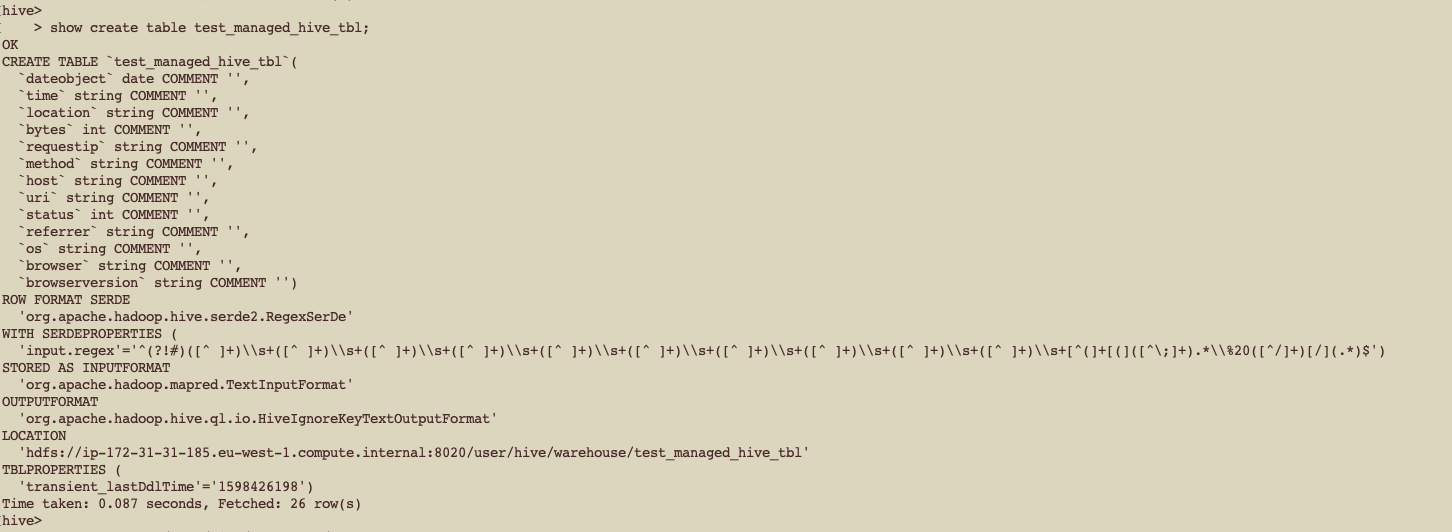 hive>
    > show create table test_managed_hive_tbl;
OK
CREATE TABLE `test_managed_hive_tbl`(
  `dateobject` date COMMENT '',
  `time` string COMMENT '',
  `location` string COMMENT '',
  `bytes` int COMMENT '',
  `requestip` string COMMENT '',
  `method` string COMMENT '',
  `host` string COMMENT '',
  `uri` string COMMENT '',
  `status` int COMMENT '',
  `referrer` string COMMENT '',
  `os` string COMMENT '',
  `browser` string COMMENT '',
  `browserversion` string COMMENT '')
ROW FORMAT SERDE
  'org.apache.hadoop.hive.serde2.RegexSerDe'
WITH SERDEPROPERTIES (
  'input.regex'='^(?!#)([^ ]+)\\s+([^ ]+)\\s+([^ ]+)\\s+([^ ]+)\\s+([^ ]+)\\s+([^ ]+)\\s+([^ ]+)\\s+([^ ]+)\\s+([^ ]+)\\s+([^ ]+)\\s+[^(]+[(]([^\;]+).*\\%20([^/]+)[/](.*)$')
STORED AS INPUTFORMAT
  'org.apache.hadoop.mapred.TextInputFormat'
OUTPUTFORMAT
  'org.apache.hadoop.hive.ql.io.HiveIgnoreKeyTextOutputFormat'
LOCATION
  'hdfs://ip-172-31-31-185.eu-west-1.compute.internal:8020/user/hive/warehouse/test_managed_hive_tbl'
TBLPROPERTIES (
  'transient_lastDdlTime'='1598426198')
Time taken: 0.087 seconds, Fetched: 26 row(s)
hive>